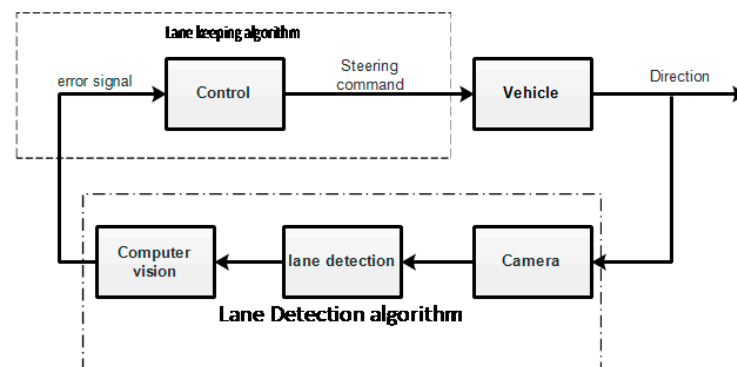 Lane keeping algorithm
error signal
Control
Steering
command
Vehicle
Direction
Computer
vision
lane detection
Camera
Lane Detection algorithm